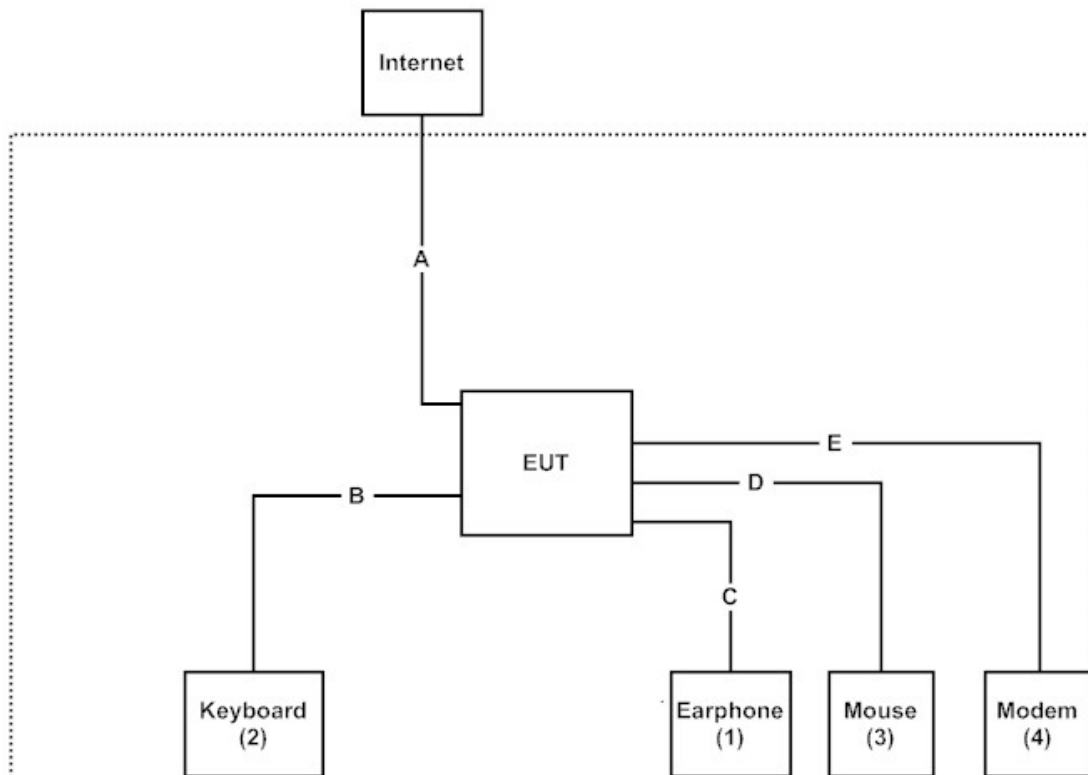 Internet
A
EUT
E
D
B
C
Keyboard
(2)
Earphone
(1)
Mouse
(3)
Modem
(4)